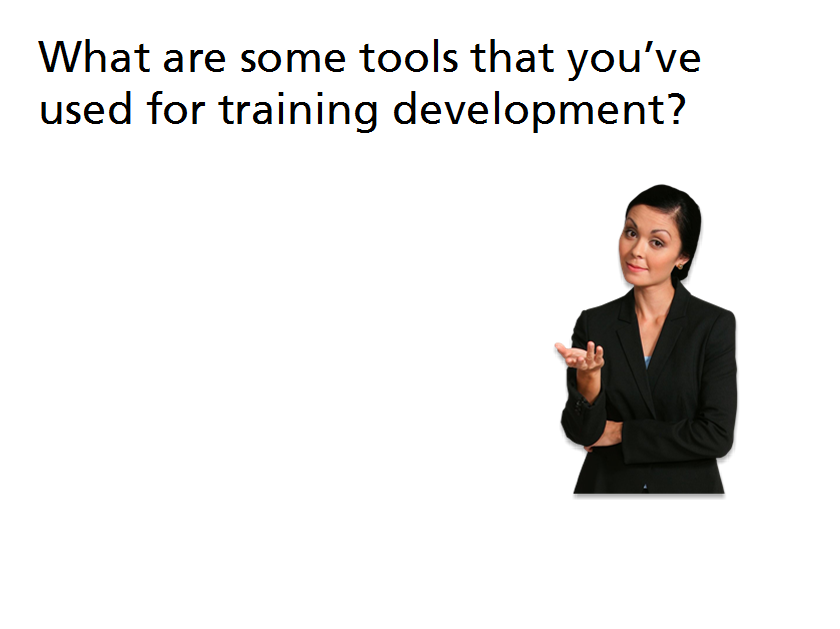 What are some tools that you’ve
used for training development?